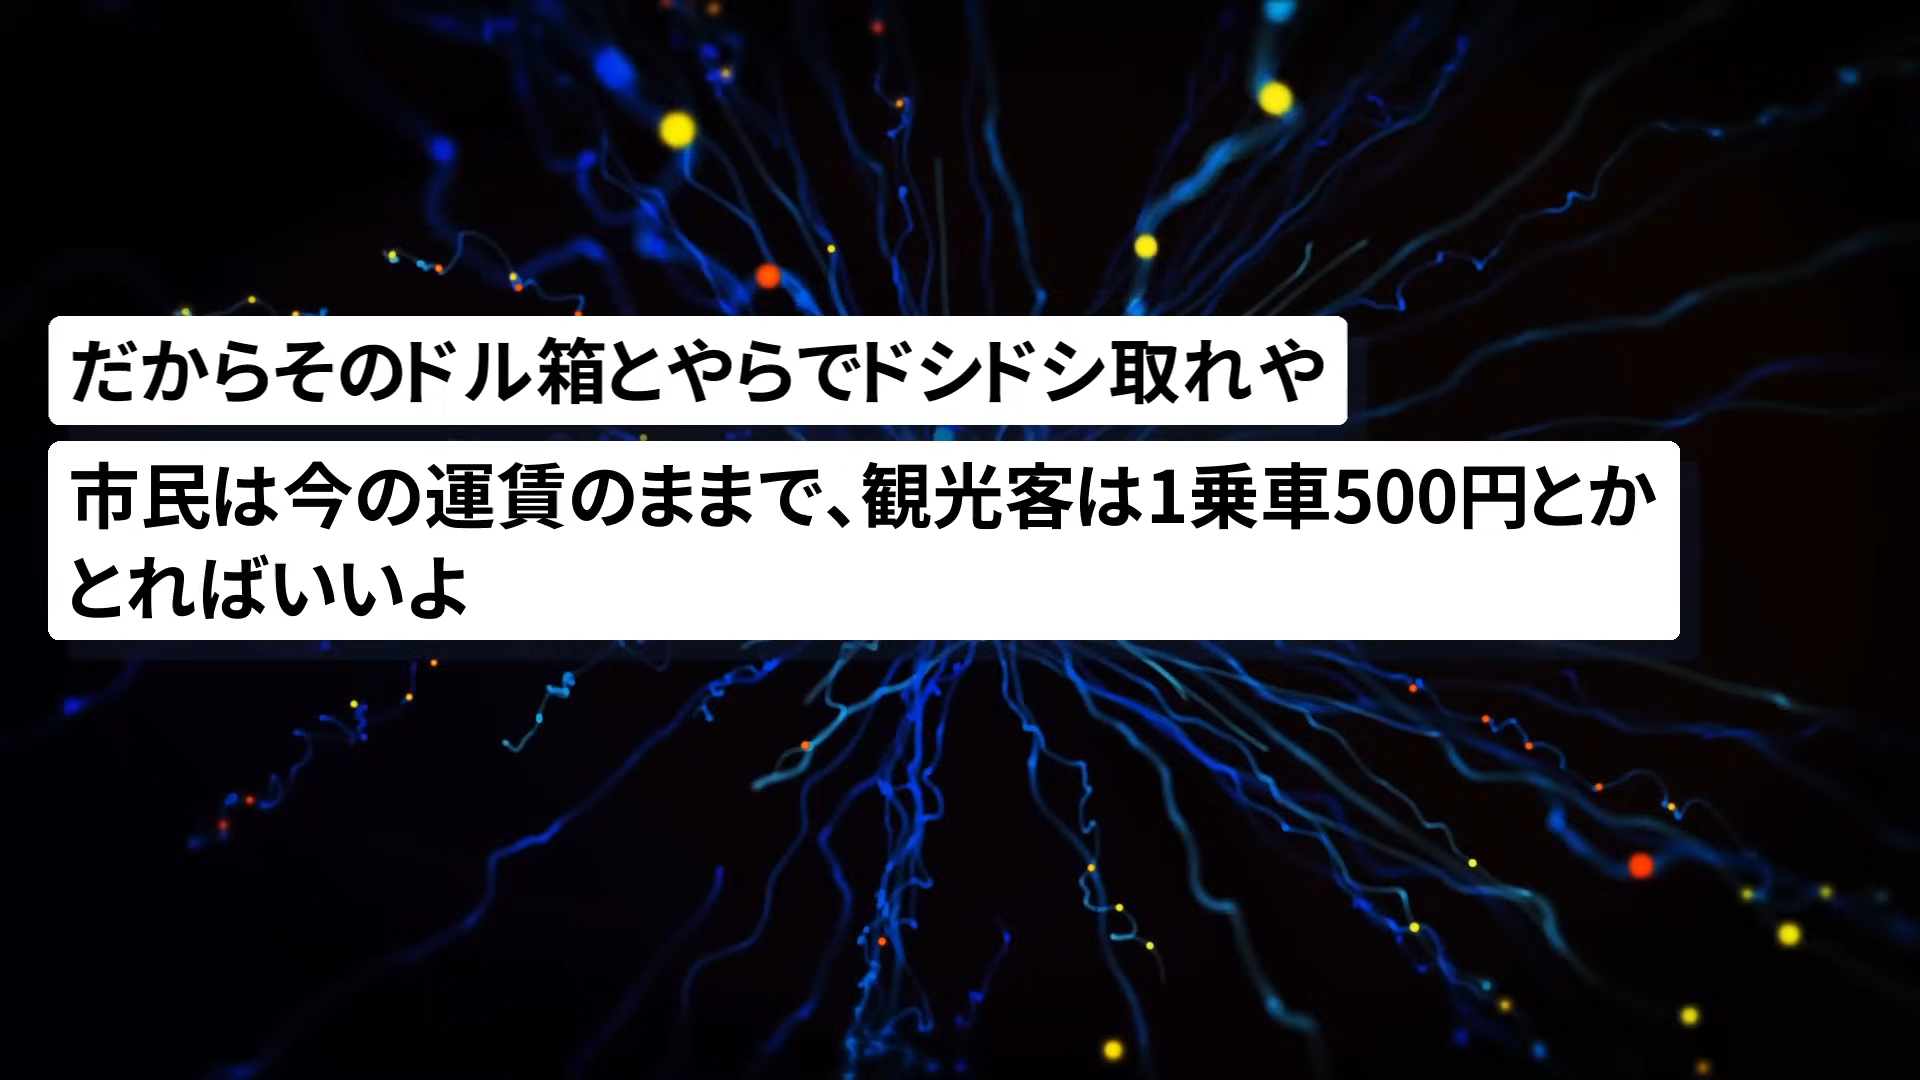 だからそのドル箱とやらでドシドシ取れや
市民は今の運賃のままで、観光客は1乗車500円とか
とればいいよ